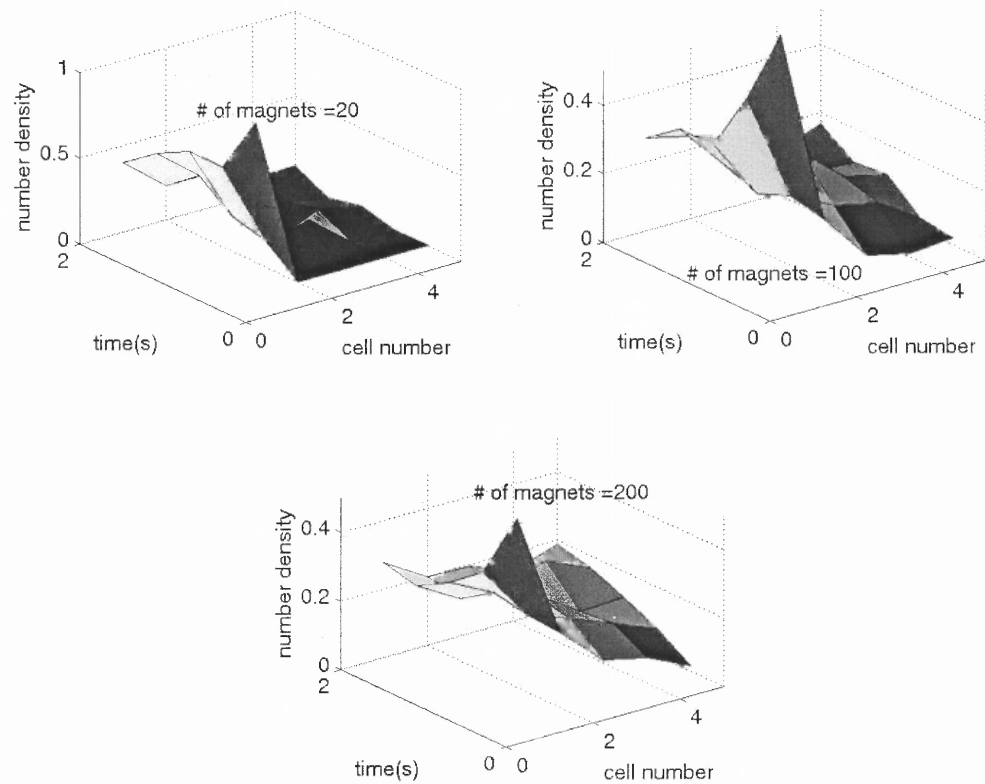 number density
1
0.5
0
# of magnets =20
2
0
0
2
4
time(s)
cell number
number density
0.4
0.2
0
# of magnets =100
2
0
0
2
4
time(s)
cell number
number density
0.4
0.2
0
# of magnets =200
2
0
0
2
4
time(s)
cell number